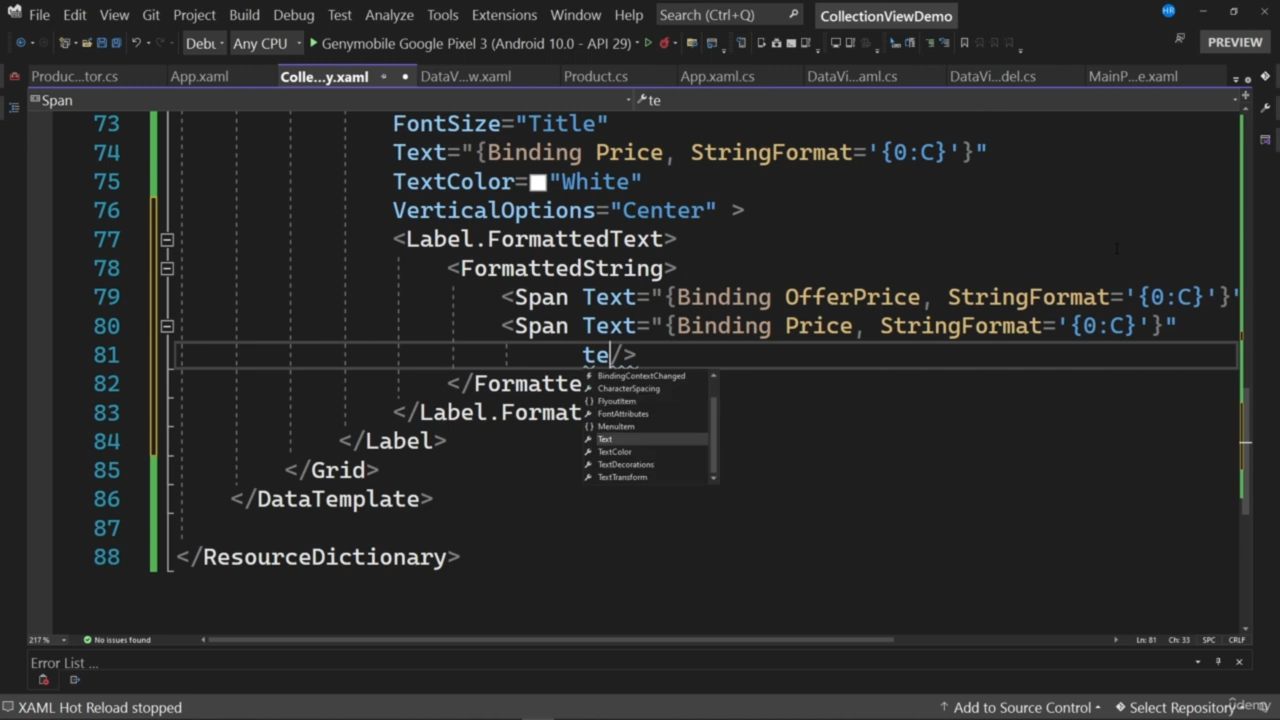 File Edit View Git Project Build Debug Test Analyze Tools Extensions Window Help Search (Ctrl+Q) CollectionViewDemo HR
Debu Any CPU Genymobile Google Pixel 3 (Android 10.0 - API 29) PREVIEW
Produc...tor.cs App.xaml Colle...y.xaml DataV...w.xaml Product.cs App.xaml.cs DataVi...aml.cs DataVi...del.cs MainP...e.xaml
Span te
73 FontSize="Title"
74 Text="{Binding Price, StringFormat='{0:C}'}"
75 TextColor="White"
76 VerticalOptions="Center" >
77 <Label.FormattedText>
78 <FormattedString>
79 <Span Text="{Binding OfferPrice, StringFormat='{0:C}'}"
80 <Span Text="{Binding Price, StringFormat='{0:C}'}"
81 te/>
BindingContextChanged
CharacterSpacing
{} FlyoutItem
82 </Formatte
FontAttributes
83 </Label.Format
{} MenuItem
Text
84 </Label>
TextColor
TextDecorations
85 </Grid>
TextTransform
86 </DataTemplate>
87
88 </ResourceDictionary>
217 % No issues found Ln: 81 Ch: 33 SPC CRLF
Error List ...
XAML Hot Reload stopped Add to Source Control Select Repository
Udemy